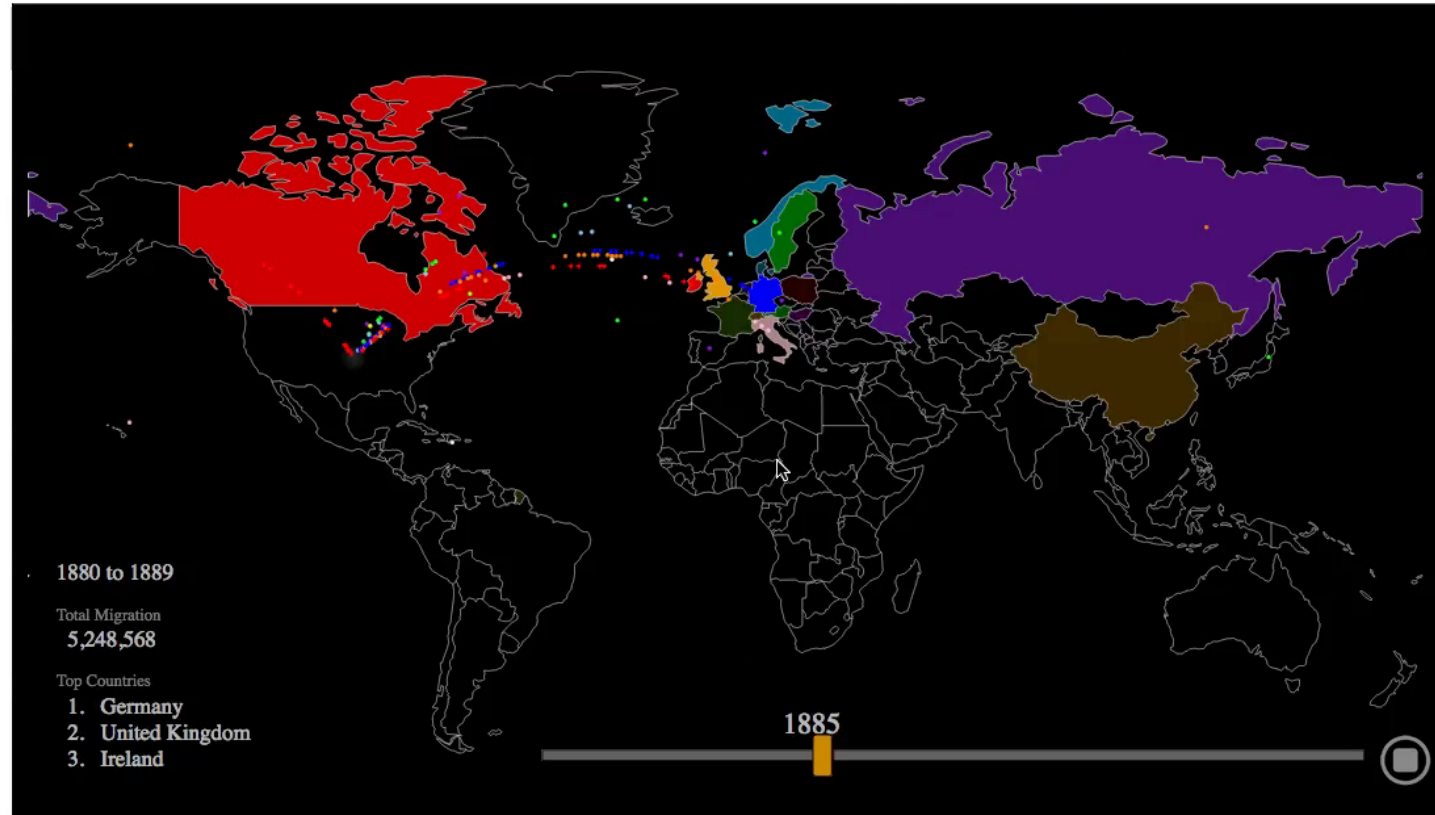 1880 to 1889
Total Migration
5,248,568
Top Countries
1. Germany
2. United Kingdom
3. Ireland
1885